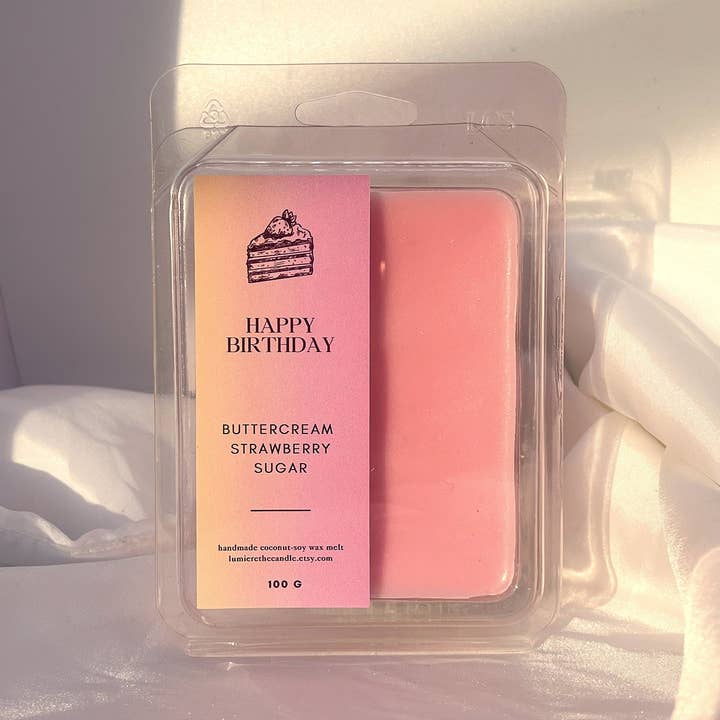 HAPPY
BIRTHDAY
BUTTERCREAM
STRAWBERRY
SUGAR
handmade coconut-soy wax melt
lumierethecandle.etsy.com
100 G